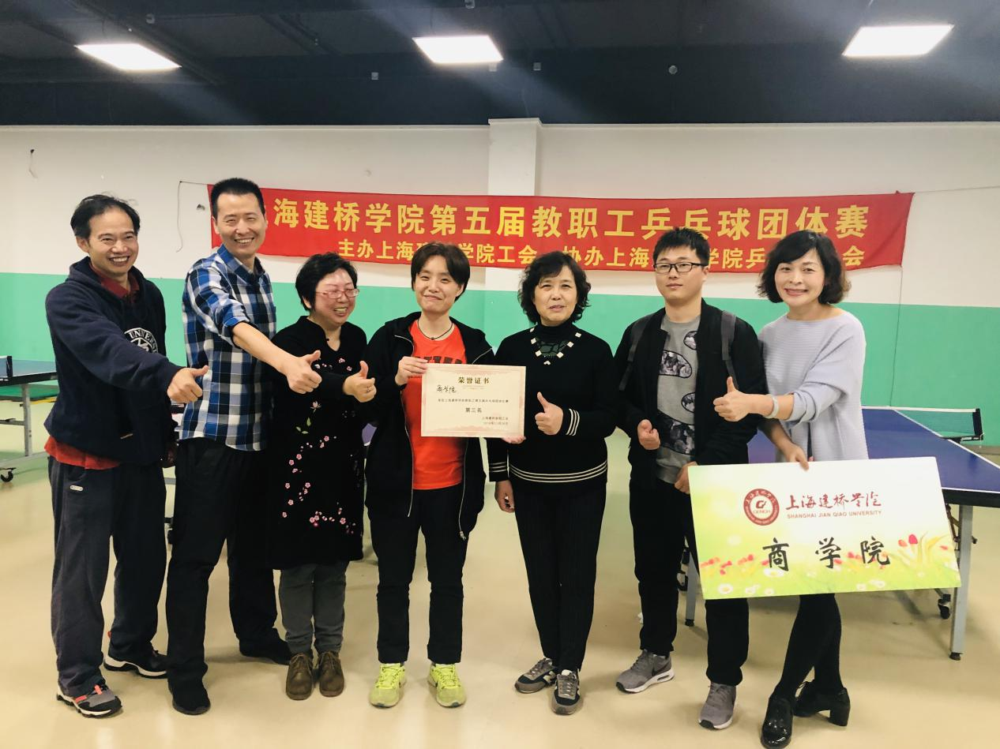 海建桥学院第五届教职工乒乓球团体赛
主办上海 学院工会 协办上海 学院乒 会
荣誉证书
商学院
第三名
上海建桥学院
SHANGHAI JIAN QIAO UNIVERSITY
商学院